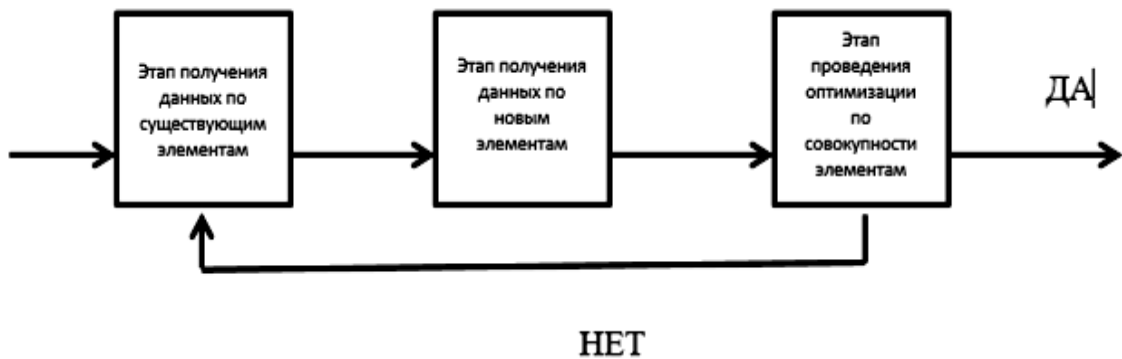 Этап получения
данных по
существующим
элементам
Этап получения
данных по
новым
элементам
Этап
проведения
оптимизации
по
совокупности
элементам
ДА
НЕТ